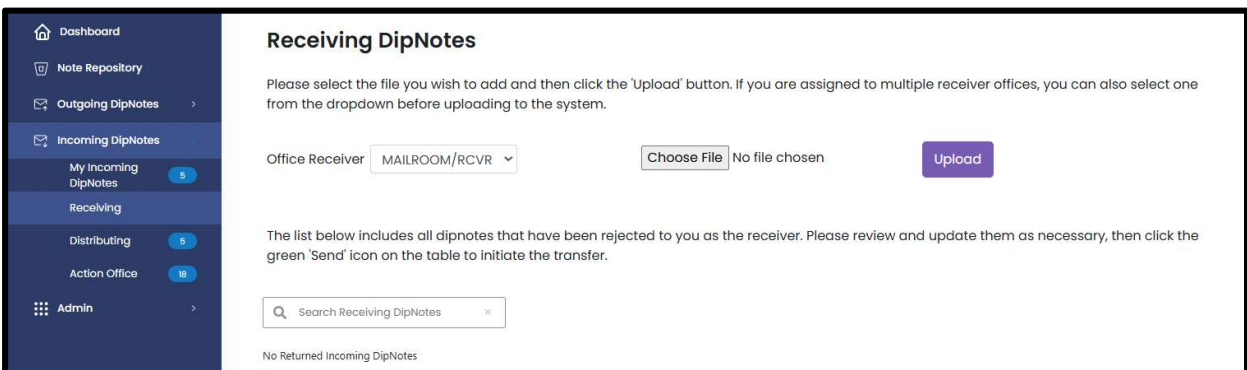 Dashboard
Note Repository
Outgoing DipNotes
Incoming DipNotes
My Incoming
DipNotes
5
Receiving
Distributing
5
Action Office
18
Admin
Receiving DipNotes
Please select the file you wish to add and then click the 'Upload' button. If you are assigned to multiple receiver offices, you can also select one
from the dropdown before uploading to the system.
Office Receiver MAILROOM/RCVR Choose File No file chosen Upload
The list below includes all dipnotes that have been rejected to you as the receiver. Please review and update them as necessary, then click the
green 'Send' icon on the table to initiate the transfer.
Search Receiving DipNotes
No Returned Incoming DipNotes